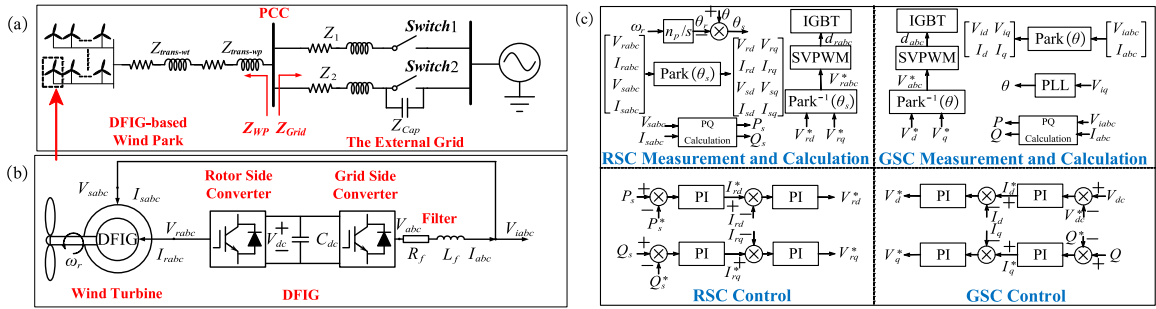 (a)
PCC
Z_trans-wt
Z_trans-wp
Z_1
Switch1
Z_2
Switch2
Z_Cap
Z_WP
Z_Grid
DFIG-based
Wind Park
The External Grid
(b)
V_sabc
I_sabc
Rotor Side
Converter
Grid Side
Converter
Filter
DFIG
ω_r
V_rabc
I_rabc
V_dc
+
−
C_dc
V_abc
R_f
L_f
I_abc
V_iabc
Wind Turbine
DFIG
(c)
ω_r
n_p/s
θ_r
θ
θ_s
+
−
V_rabc
I_rabc
V_sabc
I_sabc
Park(θ_s)
V_rd V_rq
I_rd I_rq
V_sd V_sq
I_sd I_sq
V_sabc
I_sabc
PQ
Calculation
P_s
Q_s
IGBT
d_rabc
SVPWM
V*_rabc
Park⁻¹(θ_s)
V*_rd V*_rq
RSC Measurement and Calculation
IGBT
d_abc
SVPWM
V*_abc
Park⁻¹(θ)
V*_d V*_q
V_id V_iq
I_d I_q
Park(θ)
V_iabc
I_abc
θ
PLL
V_iq
P
Q
PQ
Calculation
V_iabc
I_abc
GSC Measurement and Calculation
P_s
+
−
P*_s
PI
I*_rd
+
−
I_rd
PI
V*_rd
Q_s
+
−
Q*_s
PI
I*_rq
+
−
I_rq
PI
V*_rq
RSC Control
V*_d
PI
I*_d
+
−
I_d
PI
+
V_dc
−
V*_dc
V*_q
PI
I_q
−
+
I*_q
PI
Q*
−
+
Q
GSC Control